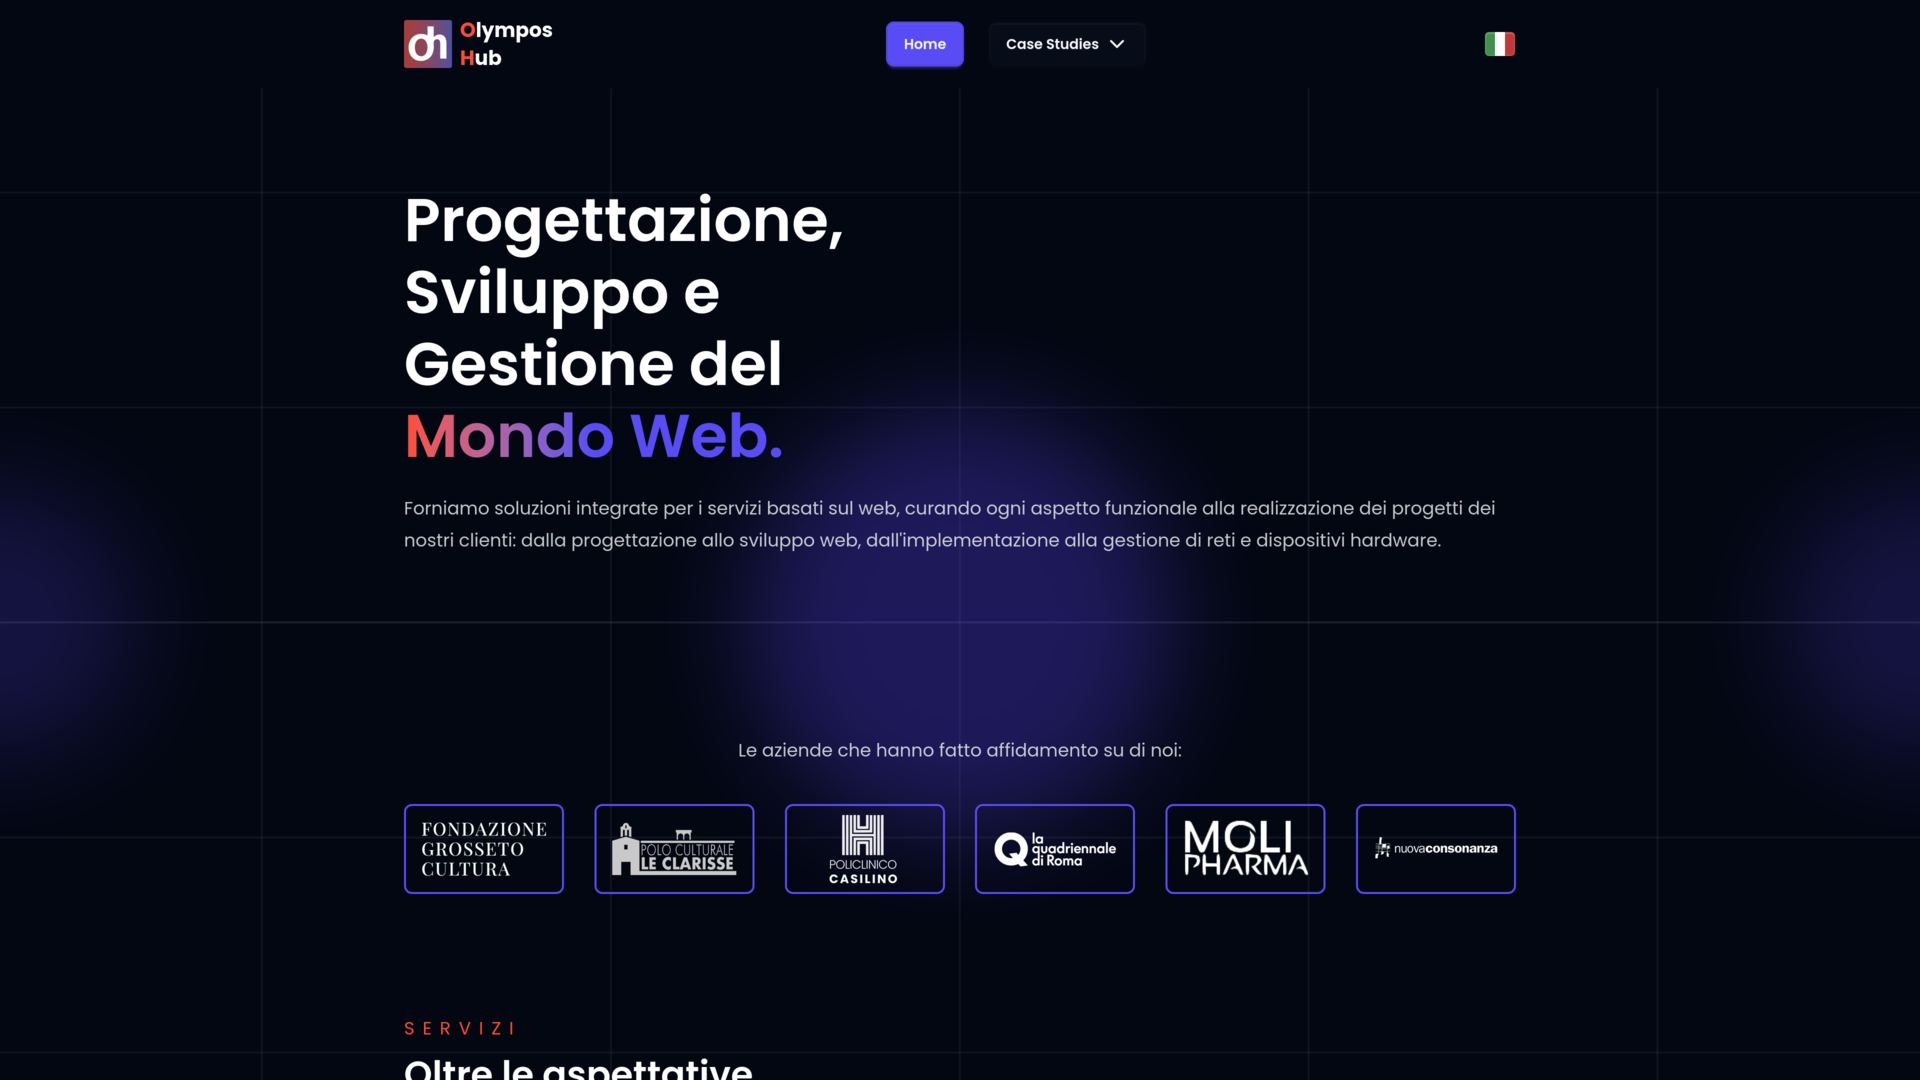 Olympos
Hub
Home
Case Studies
Progettazione,
Sviluppo e
Gestione del
Mondo Web.
Forniamo soluzioni integrate per i servizi basati sul web, curando ogni aspetto funzionale alla realizzazione dei progetti dei
nostri clienti: dalla progettazione allo sviluppo web, dall'implementazione alla gestione di reti e dispositivi hardware.
Le aziende che hanno fatto affidamento su di noi:
FONDAZIONE
GROSSETO
CULTURA
POLO CULTURALE
LE CLARISSE
POLICLINICO
CASILINO
la
quadriennale
di Roma
MOLI
PHARMA
nuovaconsonanza
SERVIZI
Oltre le aspettative